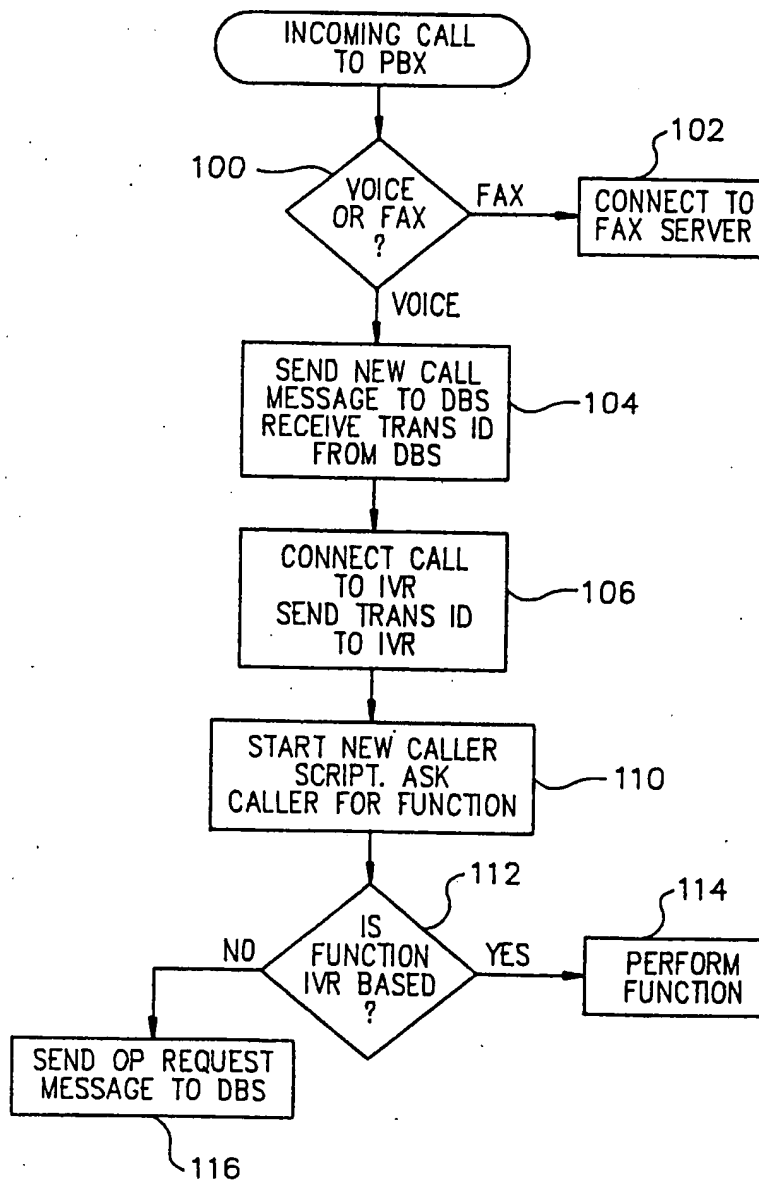 INCOMING CALL
TO PBX
100
VOICE
OR FAX
?
FAX
102
CONNECT TO
FAX SERVER
VOICE
SEND NEW CALL
MESSAGE TO DBS
RECEIVE TRANS ID
FROM DBS
104
CONNECT CALL
TO IVR
SEND TRANS ID
TO IVR
106
START NEW CALLER
SCRIPT. ASK
CALLER FOR FUNCTION
110
112
IS
FUNCTION
IVR BASED
?
NO
YES
114
PERFORM
FUNCTION
SEND OP REQUEST
MESSAGE TO DBS
116